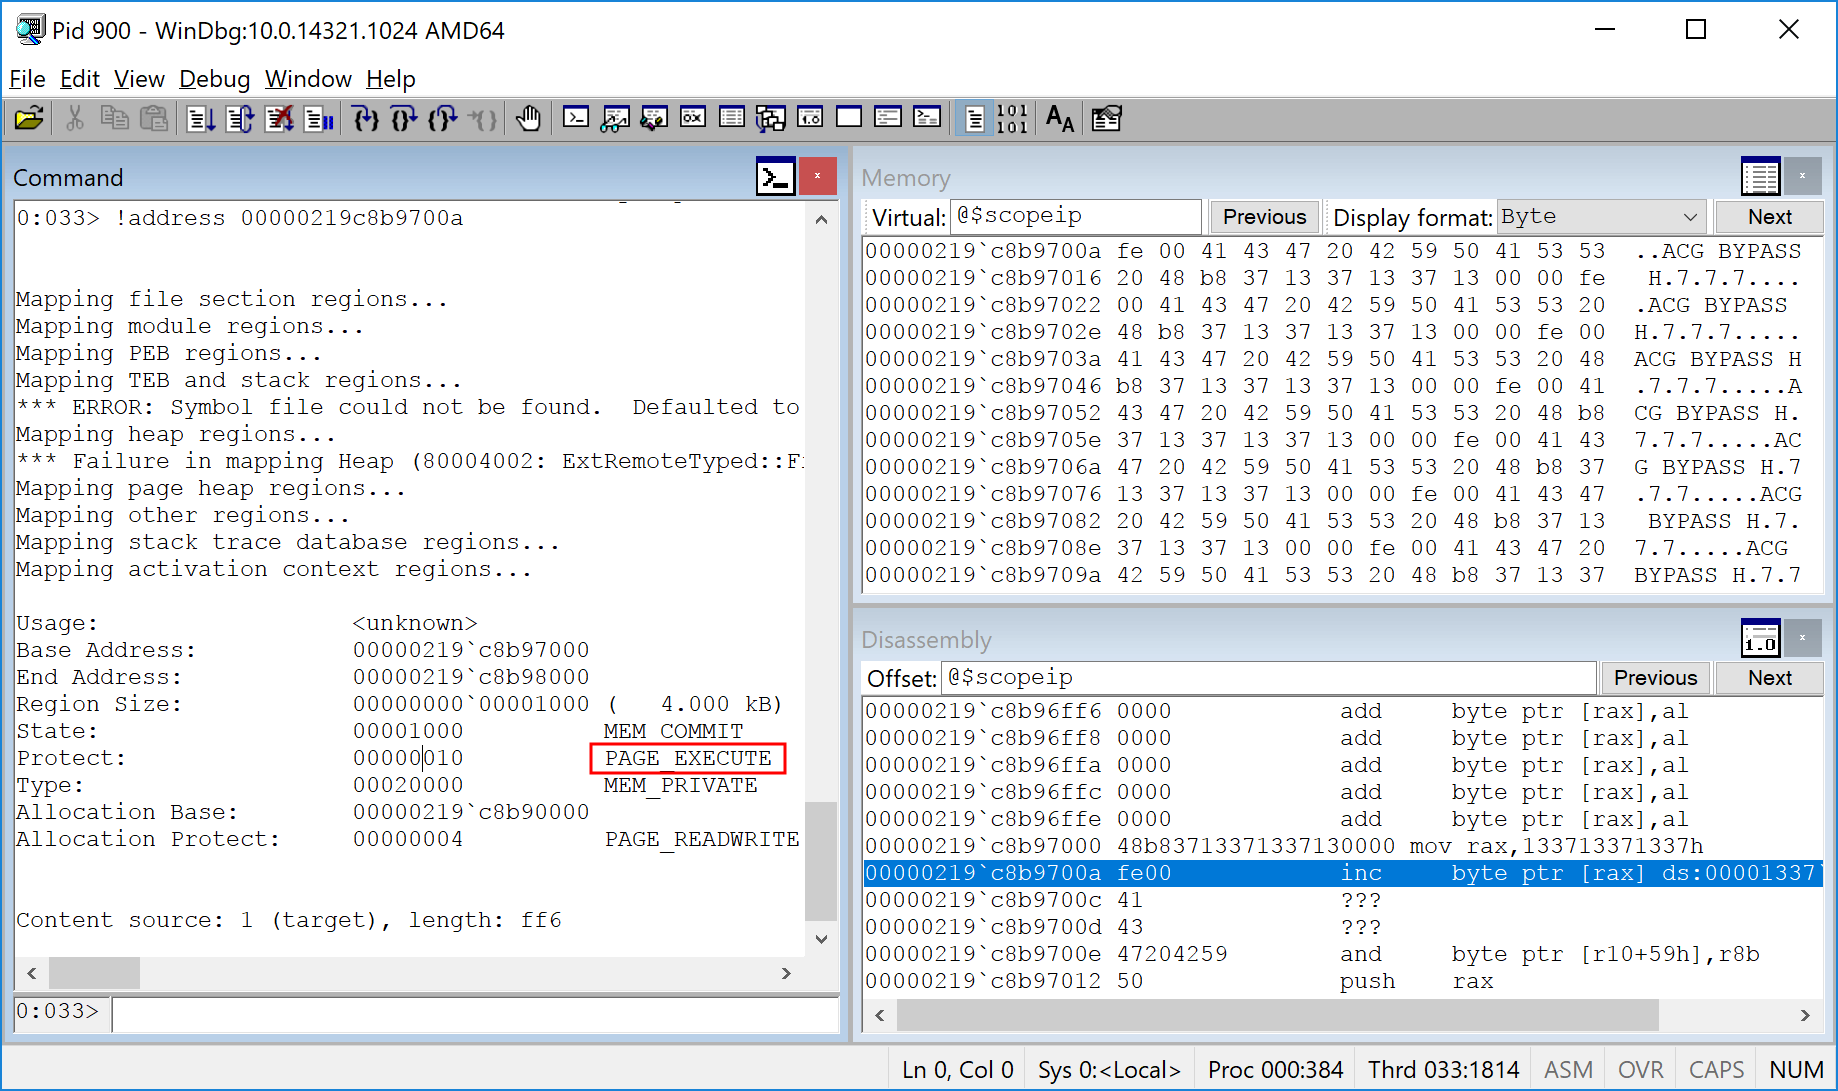 Pid 900 - WinDbg:10.0.14321.1024 AMD64
File Edit View Debug Window Help
101
101
AA
Command
0:033> !address 00000219c8b9700a
Mapping file section regions...
Mapping module regions...
Mapping PEB regions...
Mapping TEB and stack regions...
*** ERROR: Symbol file could not be found.  Defaulted to
Mapping heap regions...
*** Failure in mapping Heap (80004002: ExtRemoteTyped::F
Mapping page heap regions...
Mapping other regions...
Mapping stack trace database regions...
Mapping activation context regions...
Usage: <unknown>
Base Address: 00000219`c8b97000
End Address: 00000219`c8b98000
Region Size: 00000000`00001000 (   4.000 kB)
State: 00001000 MEM_COMMIT
Protect: 00000010 PAGE_EXECUTE
Type: 00020000 MEM_PRIVATE
Allocation Base: 00000219`c8b90000
Allocation Protect: 00000004 PAGE_READWRITE
Content source: 1 (target), length: ff6
0:033>
Memory
Virtual: @$scopeip Previous Display format: Byte Next
00000219`c8b9700a fe 00 41 43 47 20 42 59 50 41 53 53 ..ACG BYPASS
00000219`c8b97016 20 48 b8 37 13 37 13 37 13 00 00 fe  H.7.7.7....
00000219`c8b97022 00 41 43 47 20 42 59 50 41 53 53 20 .ACG BYPASS
00000219`c8b9702e 48 b8 37 13 37 13 37 13 00 00 fe 00 H.7.7.7.....
00000219`c8b9703a 41 43 47 20 42 59 50 41 53 53 20 48 ACG BYPASS H
00000219`c8b97046 b8 37 13 37 13 37 13 00 00 fe 00 41 .7.7.7.....A
00000219`c8b97052 43 47 20 42 59 50 41 53 53 20 48 b8 CG BYPASS H.
00000219`c8b9705e 37 13 37 13 37 13 00 00 fe 00 41 43 7.7.7.....AC
00000219`c8b9706a 47 20 42 59 50 41 53 53 20 48 b8 37 G BYPASS H.7
00000219`c8b97076 13 37 13 37 13 00 00 fe 00 41 43 47 .7.7.....ACG
00000219`c8b97082 20 42 59 50 41 53 53 20 48 b8 37 13  BYPASS H.7.
00000219`c8b9708e 37 13 37 13 00 00 fe 00 41 43 47 20 7.7.....ACG
00000219`c8b9709a 42 59 50 41 53 53 20 48 b8 37 13 37 BYPASS H.7.7
Disassembly
1.0
Offset: @$scopeip Previous Next
00000219`c8b96ff6 0000 add byte ptr [rax],al
00000219`c8b96ff8 0000 add byte ptr [rax],al
00000219`c8b96ffa 0000 add byte ptr [rax],al
00000219`c8b96ffc 0000 add byte ptr [rax],al
00000219`c8b96ffe 0000 add byte ptr [rax],al
00000219`c8b97000 48b83713371337130000 mov rax,133713371337h
00000219`c8b9700a fe00 inc byte ptr [rax] ds:00001337`
00000219`c8b9700c 41 ???
00000219`c8b9700d 43 ???
00000219`c8b9700e 47204259 and byte ptr [r10+59h],r8b
00000219`c8b97012 50 push rax
Ln 0, Col 0 Sys 0:<Local> Proc 000:384 Thrd 033:1814 ASM OVR CAPS NUM